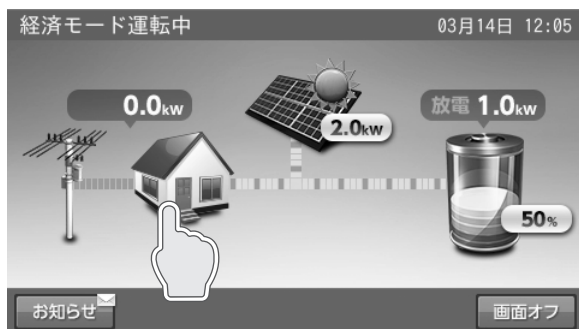 経済モード運転中
03月14日 12:05
0.0kw
2.0kw
放電 1.0kw
50%
お知らせ
画面オフ